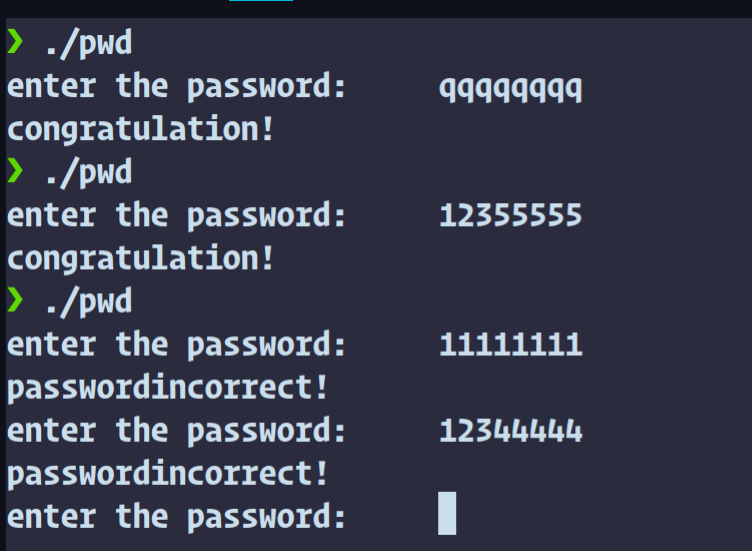 ❯ ./pwd
enter the password:     qqqqqqqq
congratulation!
❯ ./pwd
enter the password:     12355555
congratulation!
❯ ./pwd
enter the password:     11111111
passwordincorrect!
enter the password:     12344444
passwordincorrect!
enter the password: